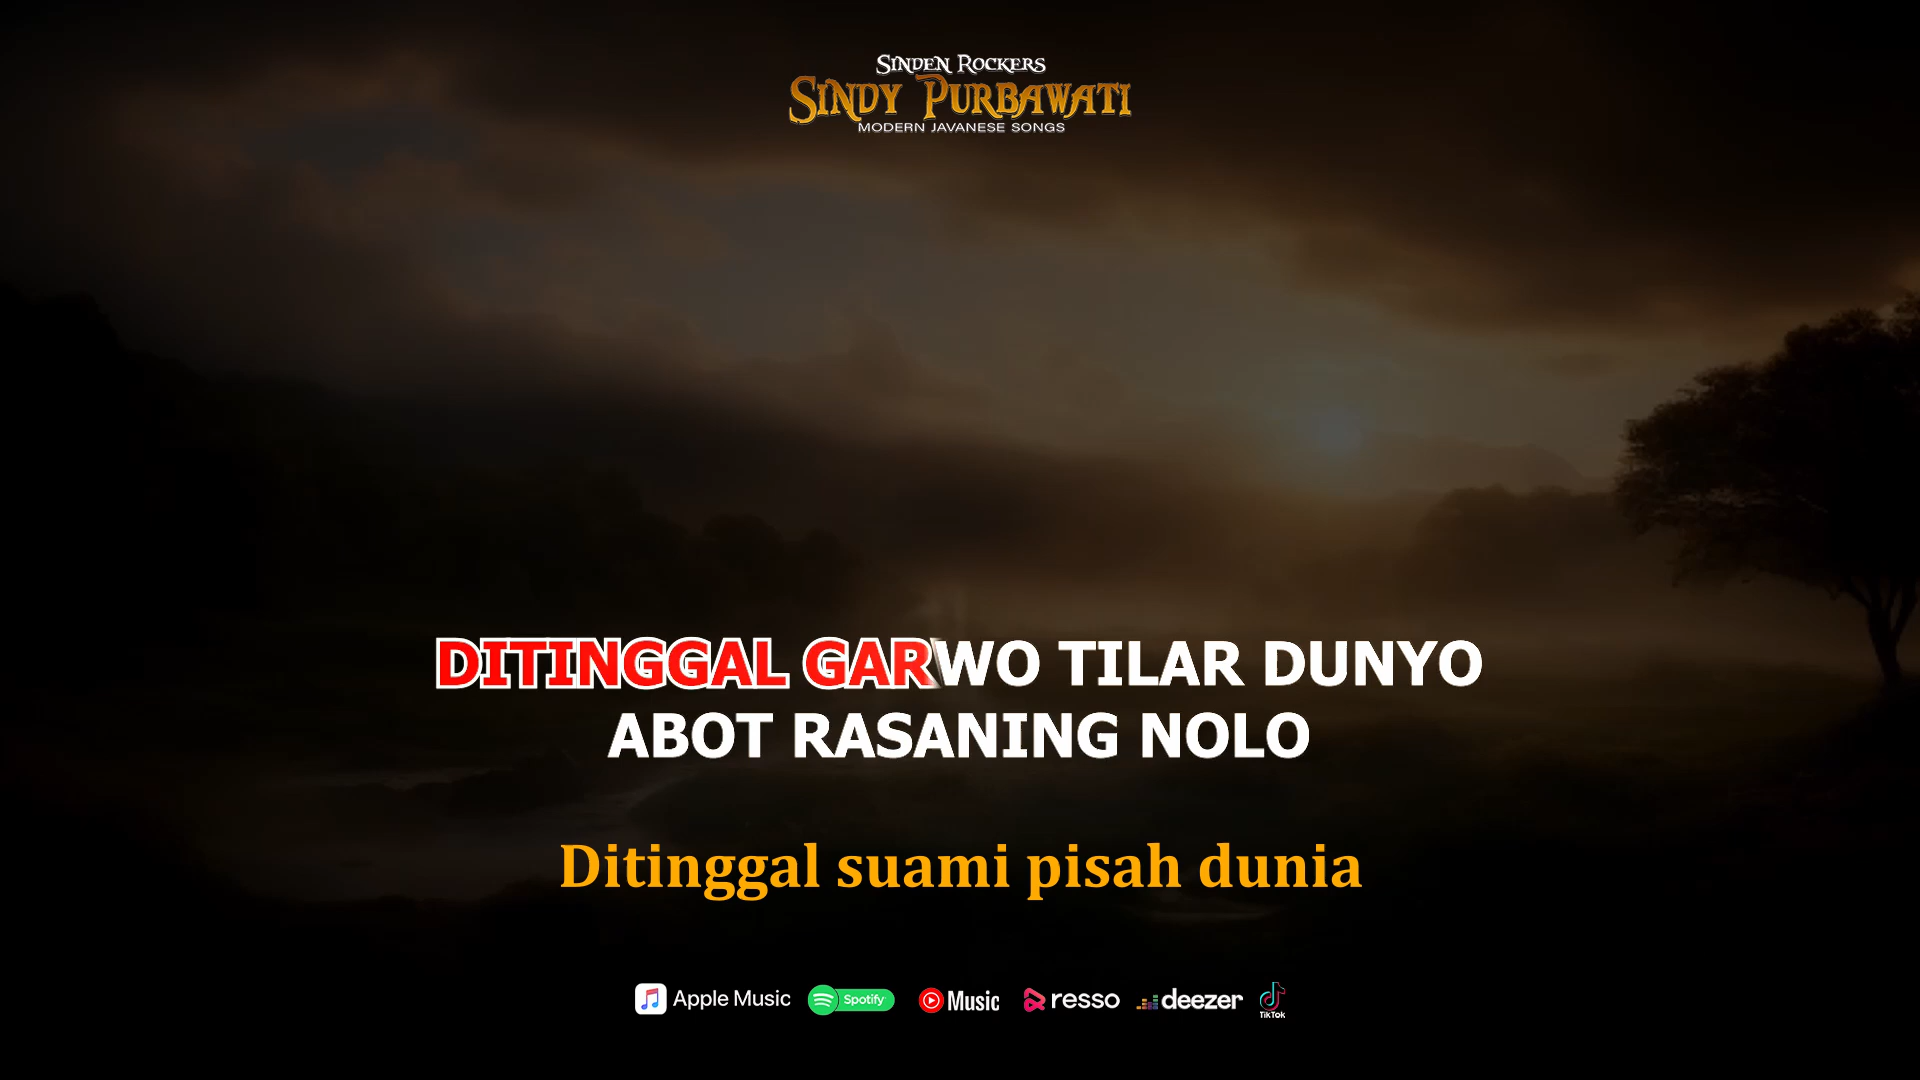 SINDEN ROCKERS
SINDY PURBAWATI
MODERN JAVANESE SONGS
DITINGGAL GARWO TILAR DUNYO
ABOT RASANING NOLO
Ditinggal suami pisah dunia
Apple Music Spotify Music resso deezer TikTok